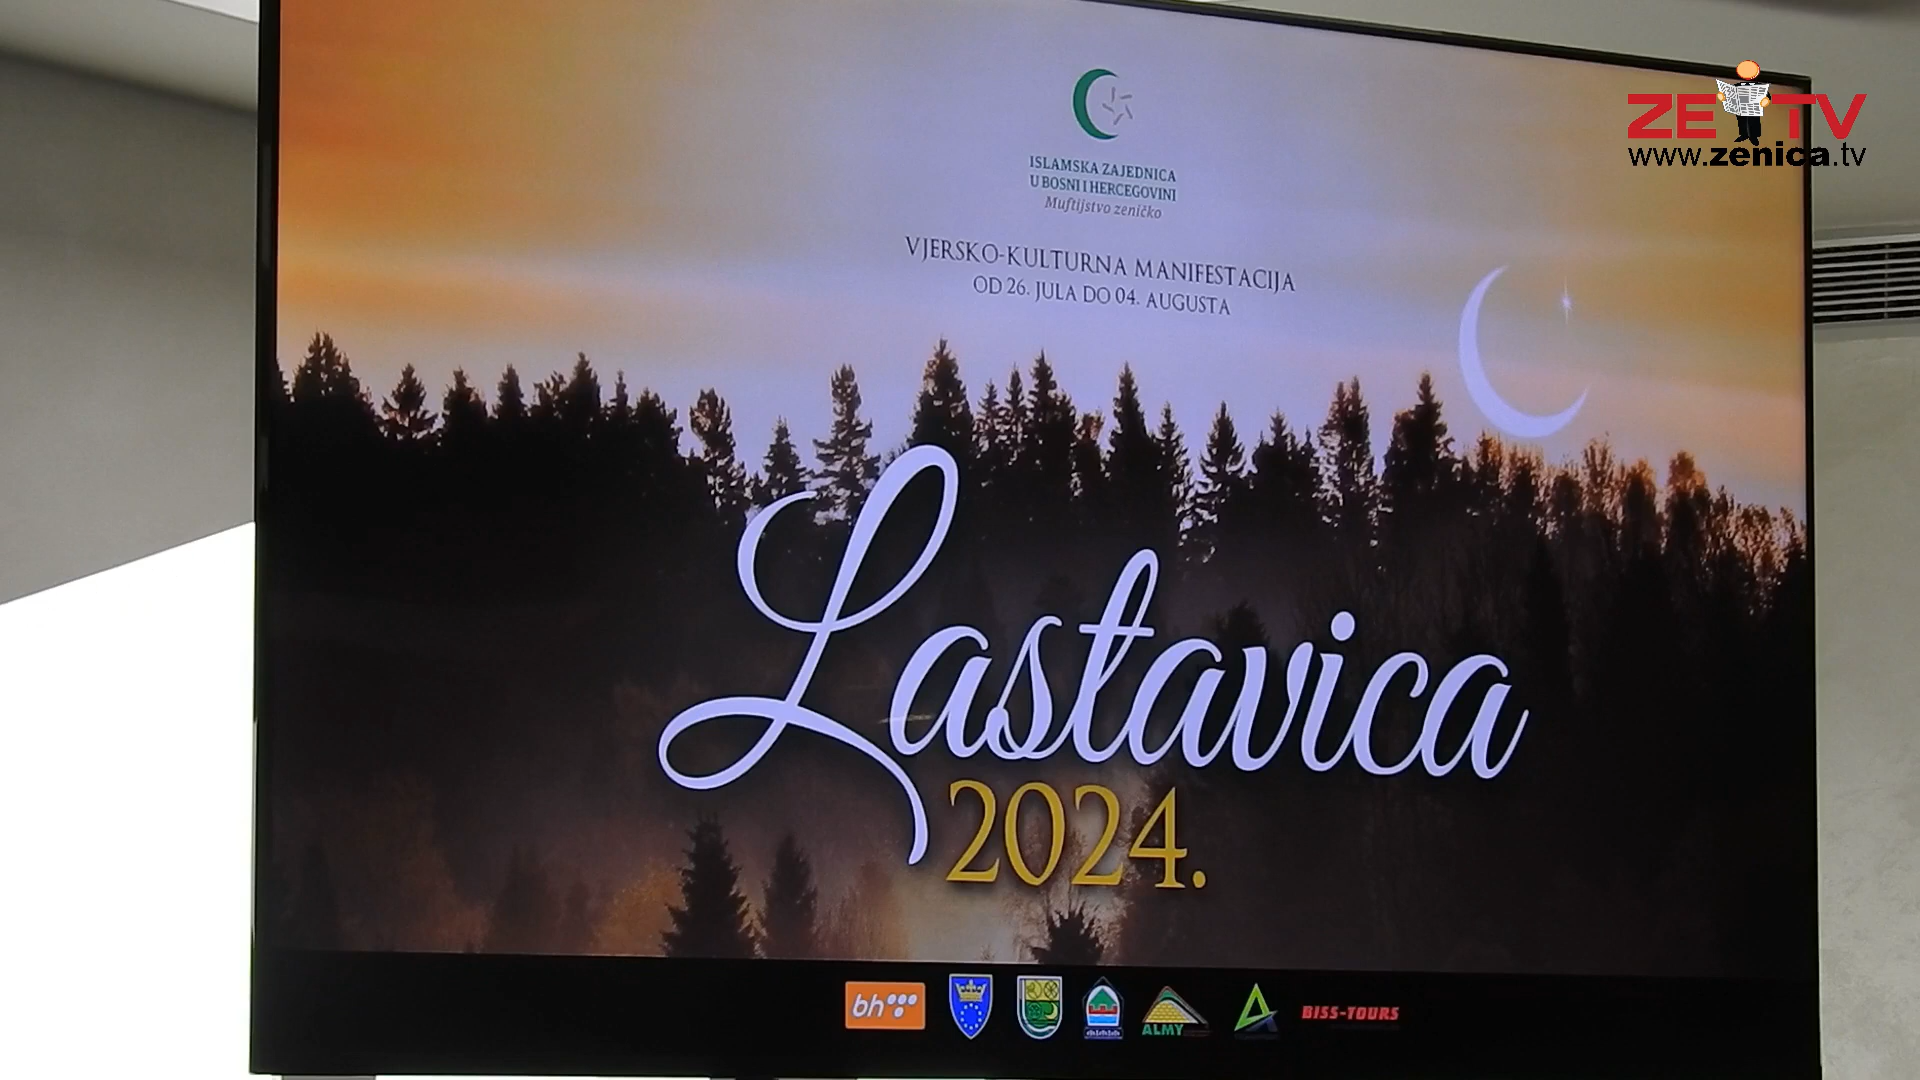 ZE TV
www.zenica.tv
ISLAMSKA ZAJEDNICA
U BOSNI I HERCEGOVINI
Muftijstvo zeničko
VJERSKO-KULTURNA MANIFESTACIJA
OD 26. JULA DO 04. AUGUSTA
Lastavica
2024.
bh
ALMY
BISS-TOURS